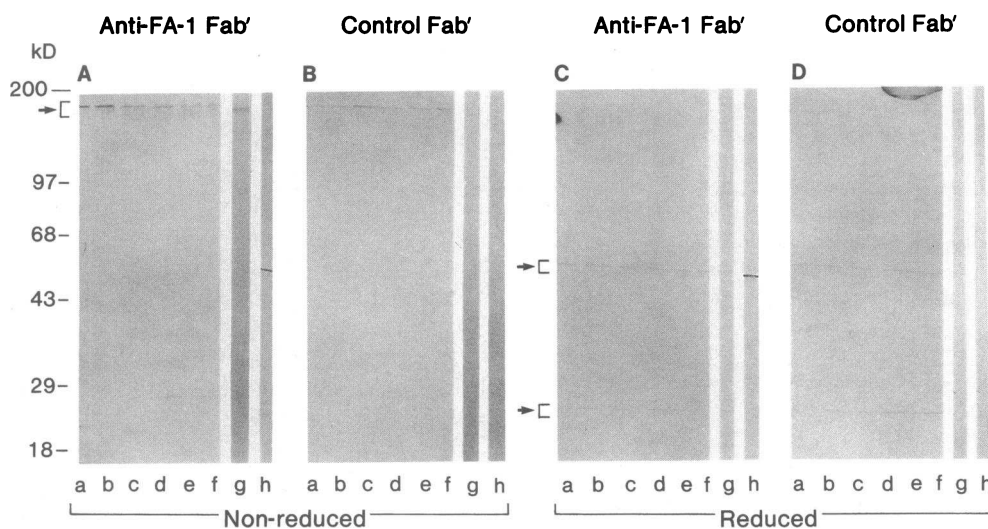 Anti-FA-1 Fab′ Control Fab′ Anti-FA-1 Fab′ Control Fab′
kD
A B C D
200
97
68
43
29
18
a b c d e f g h a b c d e f g h a b c d e f g h a b c d e f g h
Non-reduced Reduced